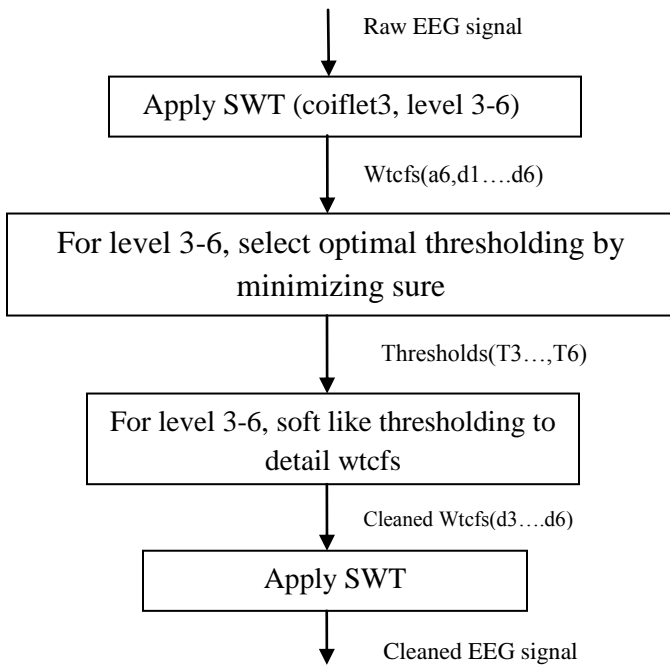 Raw EEG signal
Apply SWT (coiflet3, level 3-6)
Wtcfs(a6,d1….d6)
For level 3-6, select optimal thresholding by
minimizing sure
Thresholds(T3…,T6)
For level 3-6, soft like thresholding to
detail wtcfs
Cleaned Wtcfs(d3….d6)
Apply SWT
Cleaned EEG signal